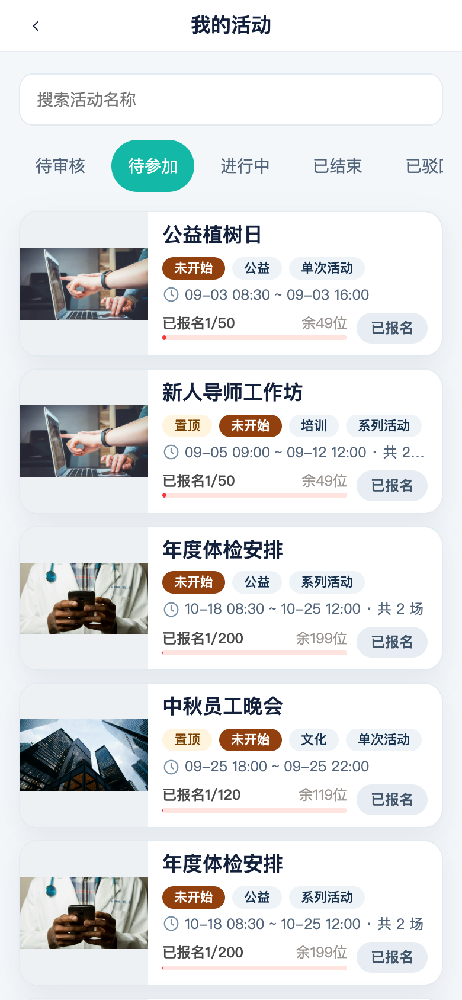 我的活动
搜索活动名称
待审核 待参加 进行中 已结束 已驳
公益植树日
未开始 公益 单次活动
09-03 08:30 ~ 09-03 16:00
已报名1/50 余49位 已报名
新人导师工作坊
置顶 未开始 培训 系列活动
09-05 09:00 ~ 09-12 12:00 · 共 2...
已报名1/50 余49位 已报名
年度体检安排
未开始 公益 系列活动
10-18 08:30 ~ 10-25 12:00 · 共 2 场
已报名1/200 余199位 已报名
中秋员工晚会
置顶 未开始 文化 单次活动
09-25 18:00 ~ 09-25 22:00
已报名1/120 余119位 已报名
年度体检安排
未开始 公益 系列活动
10-18 08:30 ~ 10-25 12:00 · 共 2 场
已报名1/200 余199位 已报名